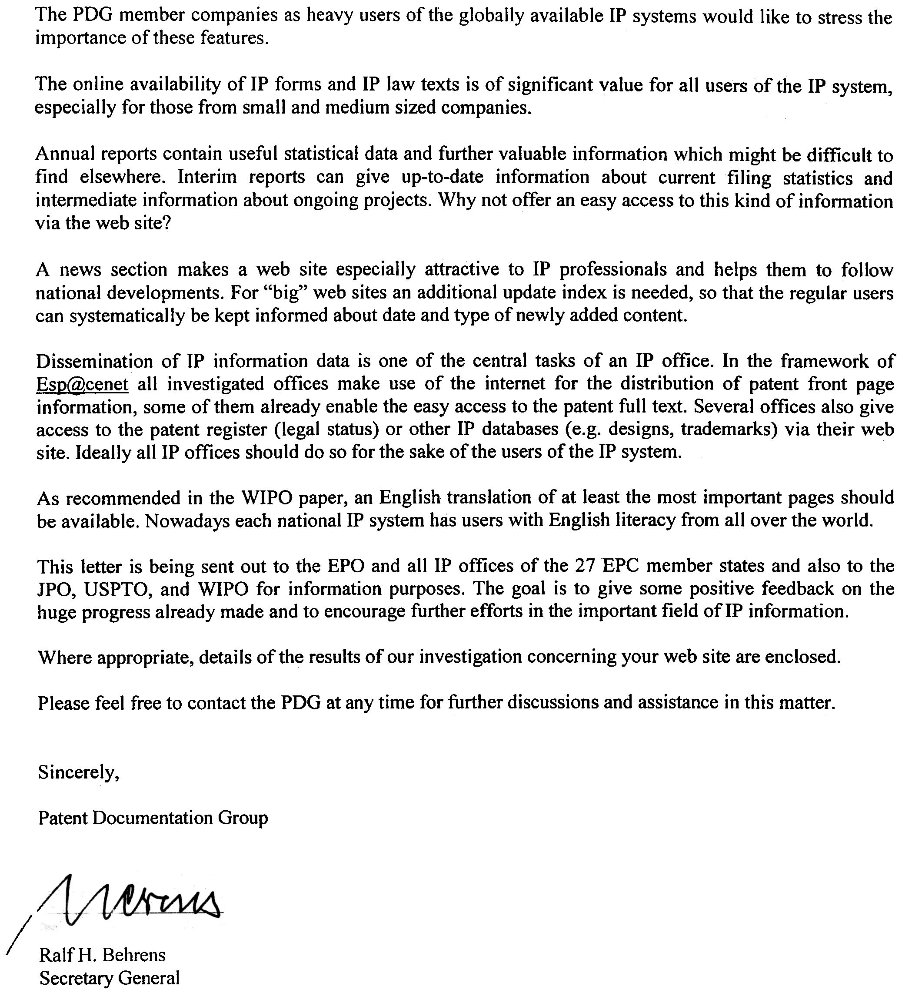 The PDG member companies as heavy users of the globally available IP systems would like to stress the
importance of these features.
The online availability of IP forms and IP law texts is of significant value for all users of the IP system,
especially for those from small and medium sized companies.
Annual reports contain useful statistical data and further valuable information which might be difficult to
find elsewhere. Interim reports can give up-to-date information about current filing statistics and
intermediate information about ongoing projects. Why not offer an easy access to this kind of information
via the web site?
A news section makes a web site especially attractive to IP professionals and helps them to follow
national developments. For “big” web sites an additional update index is needed, so that the regular users
can systematically be kept informed about date and type of newly added content.
Dissemination of IP information data is one of the central tasks of an IP office. In the framework of
Esp@cenet all investigated offices make use of the internet for the distribution of patent front page
information, some of them already enable the easy access to the patent full text. Several offices also give
access to the patent register (legal status) or other IP databases (e.g. designs, trademarks) via their web
site. Ideally all IP offices should do so for the sake of the users of the IP system.
As recommended in the WIPO paper, an English translation of at least the most important pages should
be available. Nowadays each national IP system has users with English literacy from all over the world.
This letter is being sent out to the EPO and all IP offices of the 27 EPC member states and also to the
JPO, USPTO, and WIPO for information purposes. The goal is to give some positive feedback on the
huge progress already made and to encourage further efforts in the important field of IP information.
Where appropriate, details of the results of our investigation concerning your web site are enclosed.
Please feel free to contact the PDG at any time for further discussions and assistance in this matter.
Sincerely,
Patent Documentation Group
Ralf H. Behrens
Secretary General